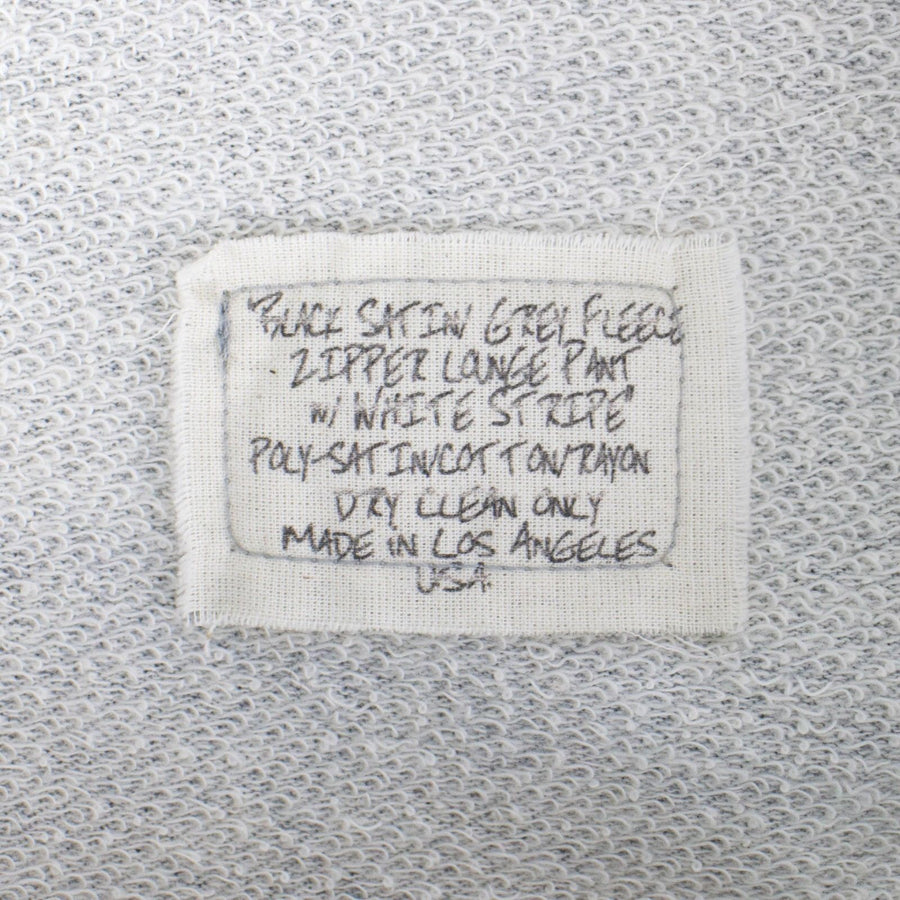 "BLACK SATIN/ GREY FLEECE
ZIPPER LOUNGE PANT
W/ WHITE STRIPE"
POLY-SATIN/COTTON/RAYON
DRY CLEAN ONLY
MADE IN LOS ANGELES
USA